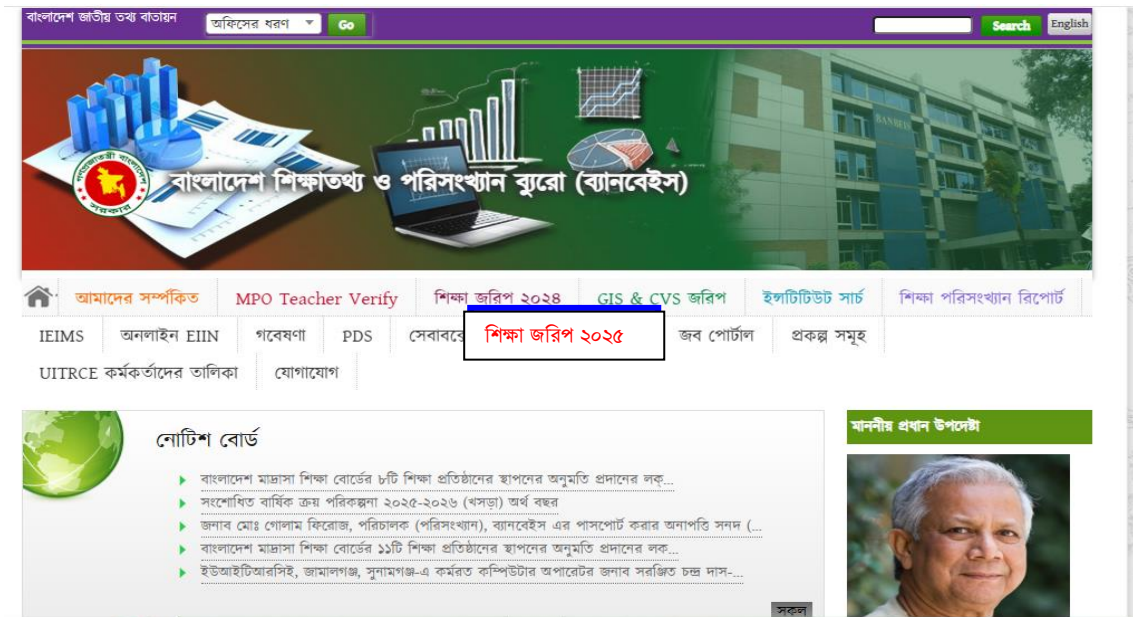 বাংলাদেশ জাতীয় তথ্য বাতায়ন
অফিসের ধরণ Go
Search English
BANBEIS
বাংলাদেশ শিক্ষাতথ্য ও পরিসংখ্যান ব্যুরো (ব্যানবেইস)
আমাদের সর্ম্পকিত MPO Teacher Verify শিক্ষা জরিপ ২০২৪ GIS & CVS জরিপ ইন্সটিটিউট সার্চ শিক্ষা পরিসংখ্যান রিপোর্ট
IEIMS অনলাইন EIIN গবেষণা PDS শিক্ষা জরিপ ২০২৫ জব পোর্টাল প্রকল্প সমূহ
UITRCE কর্মকর্তাদের তালিকা যোগাযোগ
নোটিশ বোর্ড
মাননীয় প্রধান উপদেষ্টা
বাংলাদেশ মাদ্রাসা শিক্ষা বোর্ডের ৮টি শিক্ষা প্রতিষ্ঠানের স্থাপনের অনুমতি প্রদানের লক্...
সংশোধিত বার্ষিক ক্রয় পরিকল্পনা ২০২৫-২০২৬ (খসড়া) অর্থ বছর
জনাব মোঃ গোলাম ফিরোজ, পরিচালক (পরিসংখ্যান), ব্যানবেইস এর পাসপোর্ট করার অনাপত্তি সনদ (...
বাংলাদেশ মাদ্রাসা শিক্ষা বোর্ডের ১১টি শিক্ষা প্রতিষ্ঠানের স্থাপনের অনুমতি প্রদানের লক...
ইউআইটিআরসিই, জামালগঞ্জ, সুনামগঞ্জ-এ কর্মরত কম্পিউটার অপারেটর জনাব সরঞ্জিত চন্দ্র দাস-...
সকল